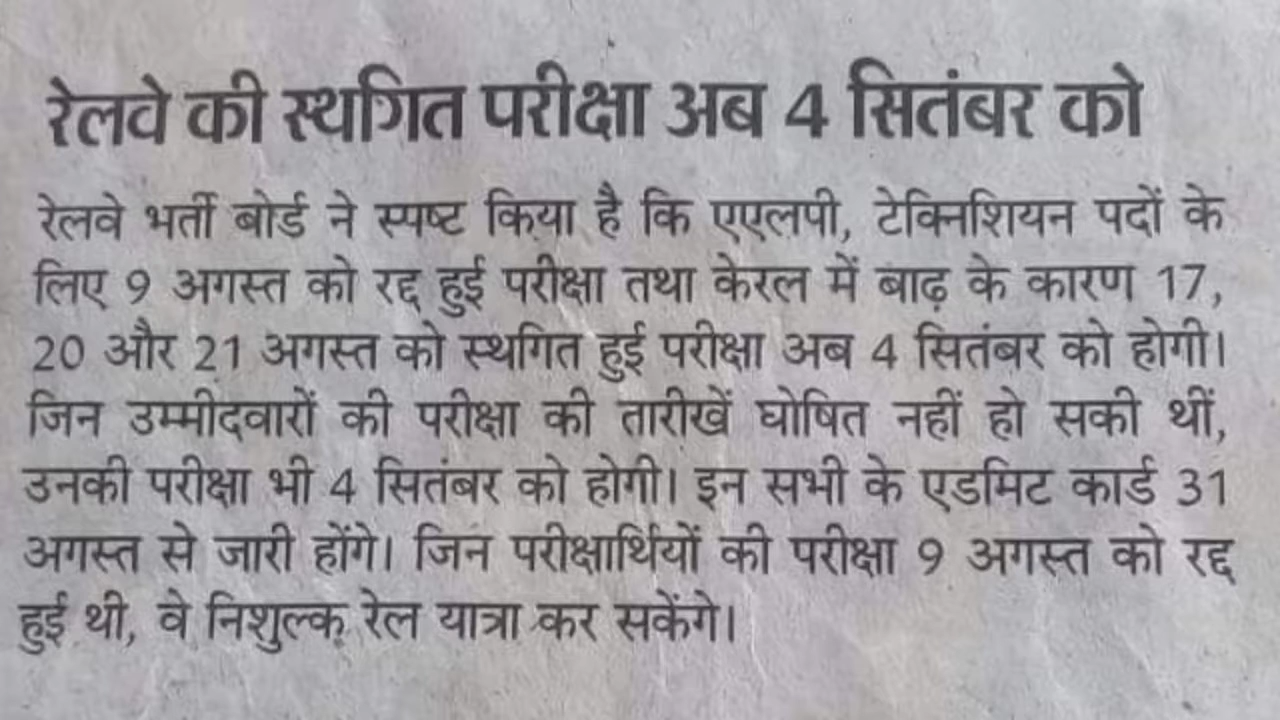 रेलवे की स्थगित परीक्षा अब 4 सितंबर को
रेलवे भर्ती बोर्ड ने स्पष्ट किया है कि एएलपी, टेक्निशियन पदों के
लिए 9 अगस्त को रद्द हुई परीक्षा तथा केरल में बाढ़ के कारण 17,
20 और 21 अगस्त को स्थगित हुई परीक्षा अब 4 सितंबर को होगी।
जिन उम्मीदवारों की परीक्षा की तारीखें घोषित नहीं हो सकी थीं,
उनकी परीक्षा भी 4 सितंबर को होगी। इन सभी के एडमिट कार्ड 31
अगस्त से जारी होंगे। जिन परीक्षार्थियों की परीक्षा 9 अगस्त को रद्द
हुई थी, वे निशुल्क रेल यात्रा कर सकेंगे।